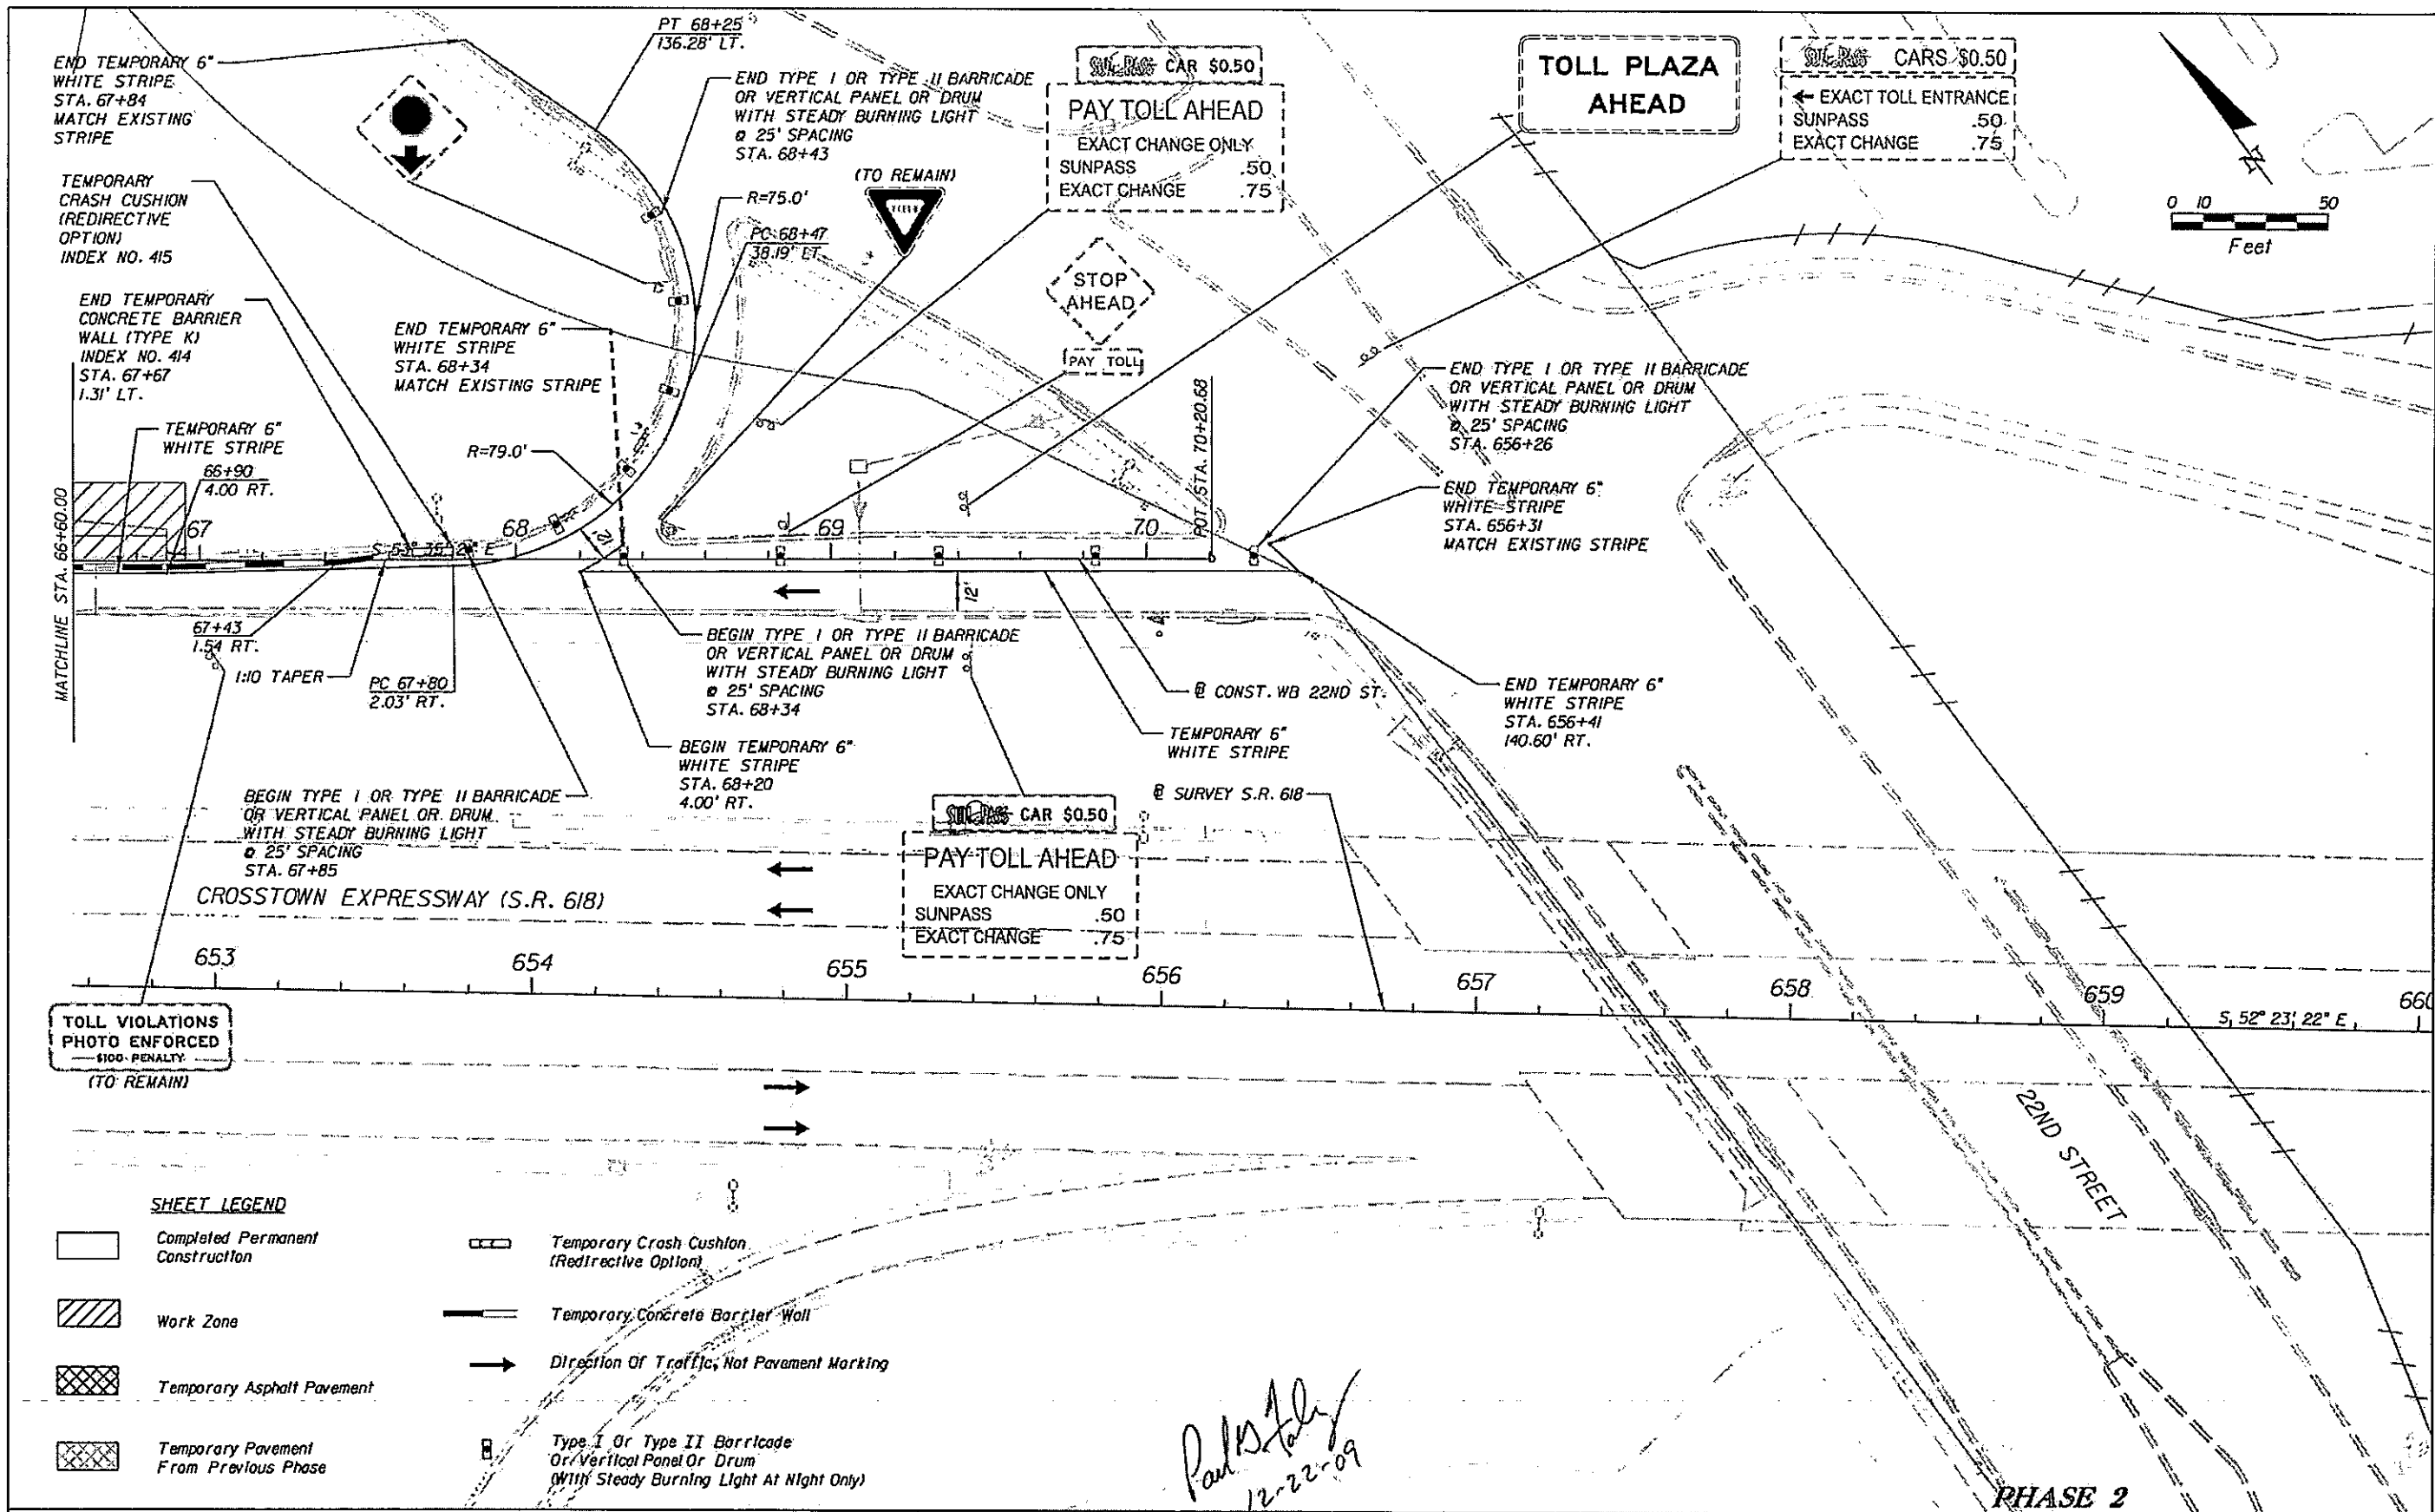 END TEMPORARY 6"
WHITE STRIPE
STA. 67+84
MATCH EXISTING
STRIPE
TEMPORARY
CRASH CUSHION
(REDIRECTIVE
OPTION)
INDEX NO. 415
END TEMPORARY
CONCRETE BARRIER
WALL (TYPE K)
INDEX NO. 414
STA. 67+67
1.31' LT.
TEMPORARY 6"
WHITE STRIPE
66+90
4.00 RT.
MATCHLINE STA. 66+60.00
PT 68+25
136.28' LT.
END TYPE I OR TYPE II BARRICADE
OR VERTICAL PANEL OR DRUM
WITH STEADY BURNING LIGHT
@ 25' SPACING
STA. 68+43
R=75.0'
PC 68+47
38.19' LT.
(TO REMAIN)
YIELD
END TEMPORARY 6"
WHITE STRIPE
STA. 68+34
MATCH EXISTING STRIPE
R=79.0'
CAR $0.50
PAY TOLL AHEAD
EXACT CHANGE ONLY
SUNPASS .50
EXACT CHANGE .75
STOP
AHEAD
PAY TOLL
TOLL PLAZA
AHEAD
CARS $0.50
← EXACT TOLL ENTRANCE
SUNPASS .50
EXACT CHANGE .75
0 10 50
Feet
END TYPE I OR TYPE II BARRICADE
OR VERTICAL PANEL OR DRUM
WITH STEADY BURNING LIGHT
@ 25' SPACING
STA. 656+26
END TEMPORARY 6"
WHITE STRIPE
STA. 656+31
MATCH EXISTING STRIPE
POT STA. 70+20.68
67 68 69 70
12'
12'
67+43
1.54 RT.
1:10 TAPER
PC 67+80
2.03' RT.
BEGIN TYPE I OR TYPE II BARRICADE
OR VERTICAL PANEL OR DRUM
WITH STEADY BURNING LIGHT
@ 25' SPACING
STA. 68+34
BEGIN TEMPORARY 6"
WHITE STRIPE
STA. 68+20
4.00' RT.
CONST. WB 22ND ST.
TEMPORARY 6"
WHITE STRIPE
END TEMPORARY 6"
WHITE STRIPE
STA. 656+41
140.60' RT.
SURVEY S.R. 618
BEGIN TYPE I OR TYPE II BARRICADE
OR VERTICAL PANEL OR DRUM
WITH STEADY BURNING LIGHT
@ 25' SPACING
STA. 67+85
CROSSTOWN EXPRESSWAY (S.R. 618)
CAR $0.50
PAY TOLL AHEAD
EXACT CHANGE ONLY
SUNPASS .50
EXACT CHANGE .75
653 654 655 656 657 658 659 660
S 52° 23' 22" E
TOLL VIOLATIONS
PHOTO ENFORCED
$100 PENALTY
(TO REMAIN)
22ND STREET
SHEET LEGEND
Completed Permanent
Construction
Work Zone
Temporary Asphalt Pavement
Temporary Pavement
From Previous Phase
Temporary Crash Cushion
(Redirective Option)
Temporary Concrete Barrier Wall
Direction Of Traffic, Not Pavement Marking
Type I Or Type II Barricade
Or Vertical Panel Or Drum
(With Steady Burning Light At Night Only)
12-22-09
PHASE 2